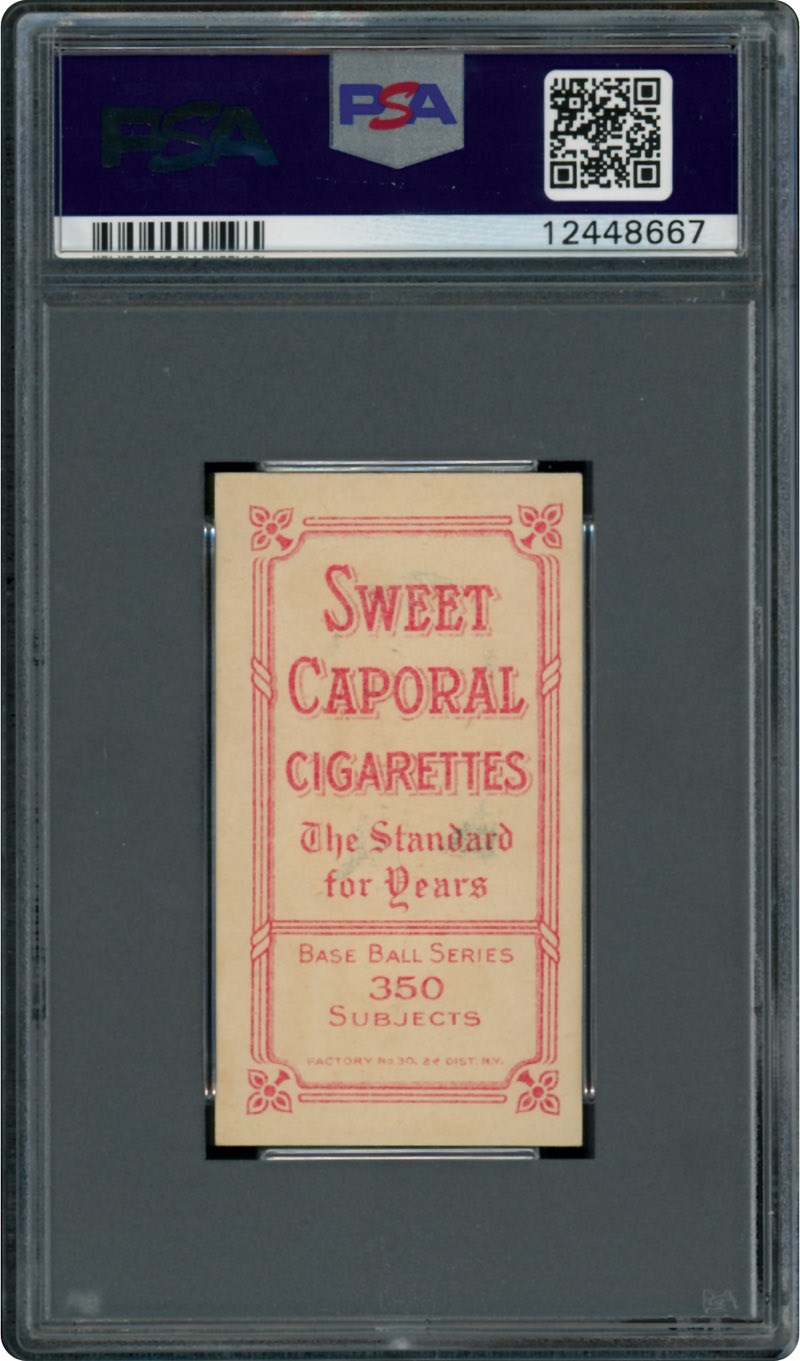 PSA
PSA
12448667
SWEET
CAPORAL
CIGARETTES
The Standard
for Years
BASE BALL SERIES
350
SUBJECTS
FACTORY No 30, 2d DIST. N.Y.
PSA